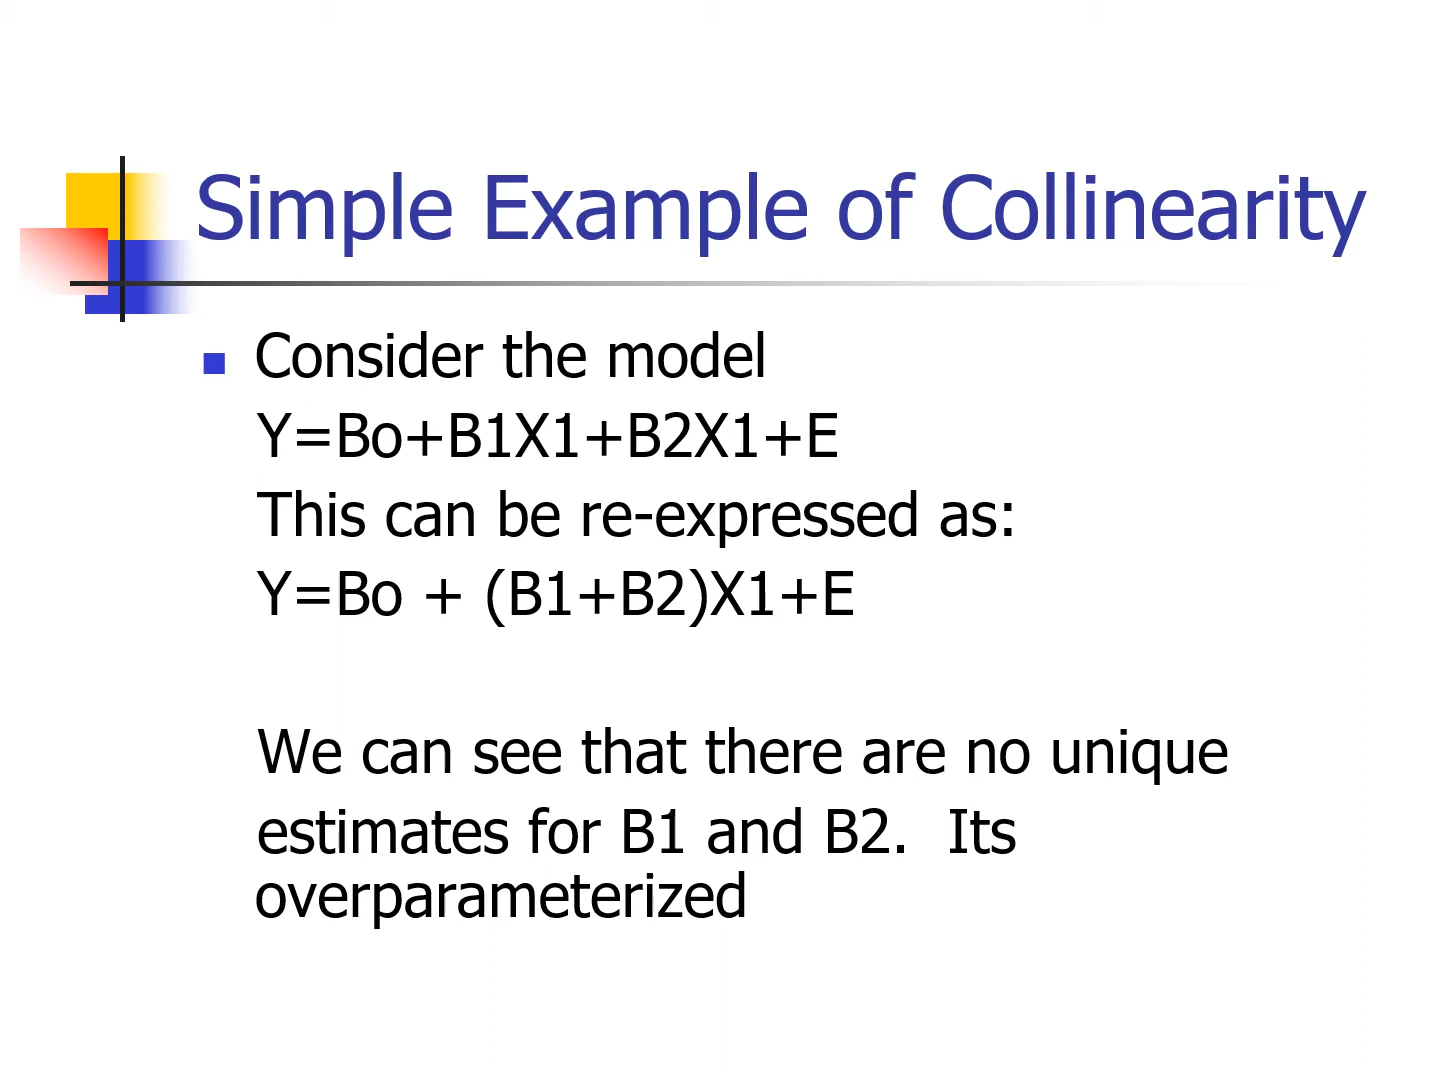 Simple Example of Collinearity
Consider the model
Y=Bo+B1X1+B2X1+E
This can be re-expressed as:
Y=Bo + (B1+B2)X1+E
We can see that there are no unique
estimates for B1 and B2.  Its
overparameterized